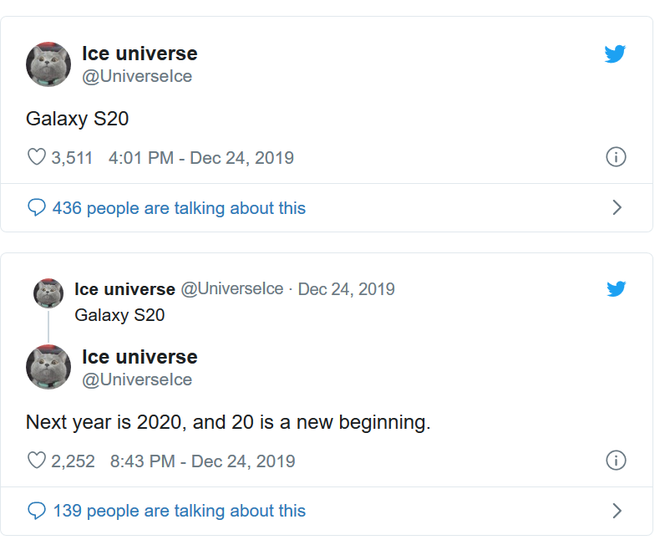 Ice universe
@UniverseIce
Galaxy S20
3,511 4:01 PM - Dec 24, 2019
436 people are talking about this
Ice universe @UniverseIce · Dec 24, 2019
Galaxy S20
Ice universe
@UniverseIce
Next year is 2020, and 20 is a new beginning.
2,252 8:43 PM - Dec 24, 2019
139 people are talking about this